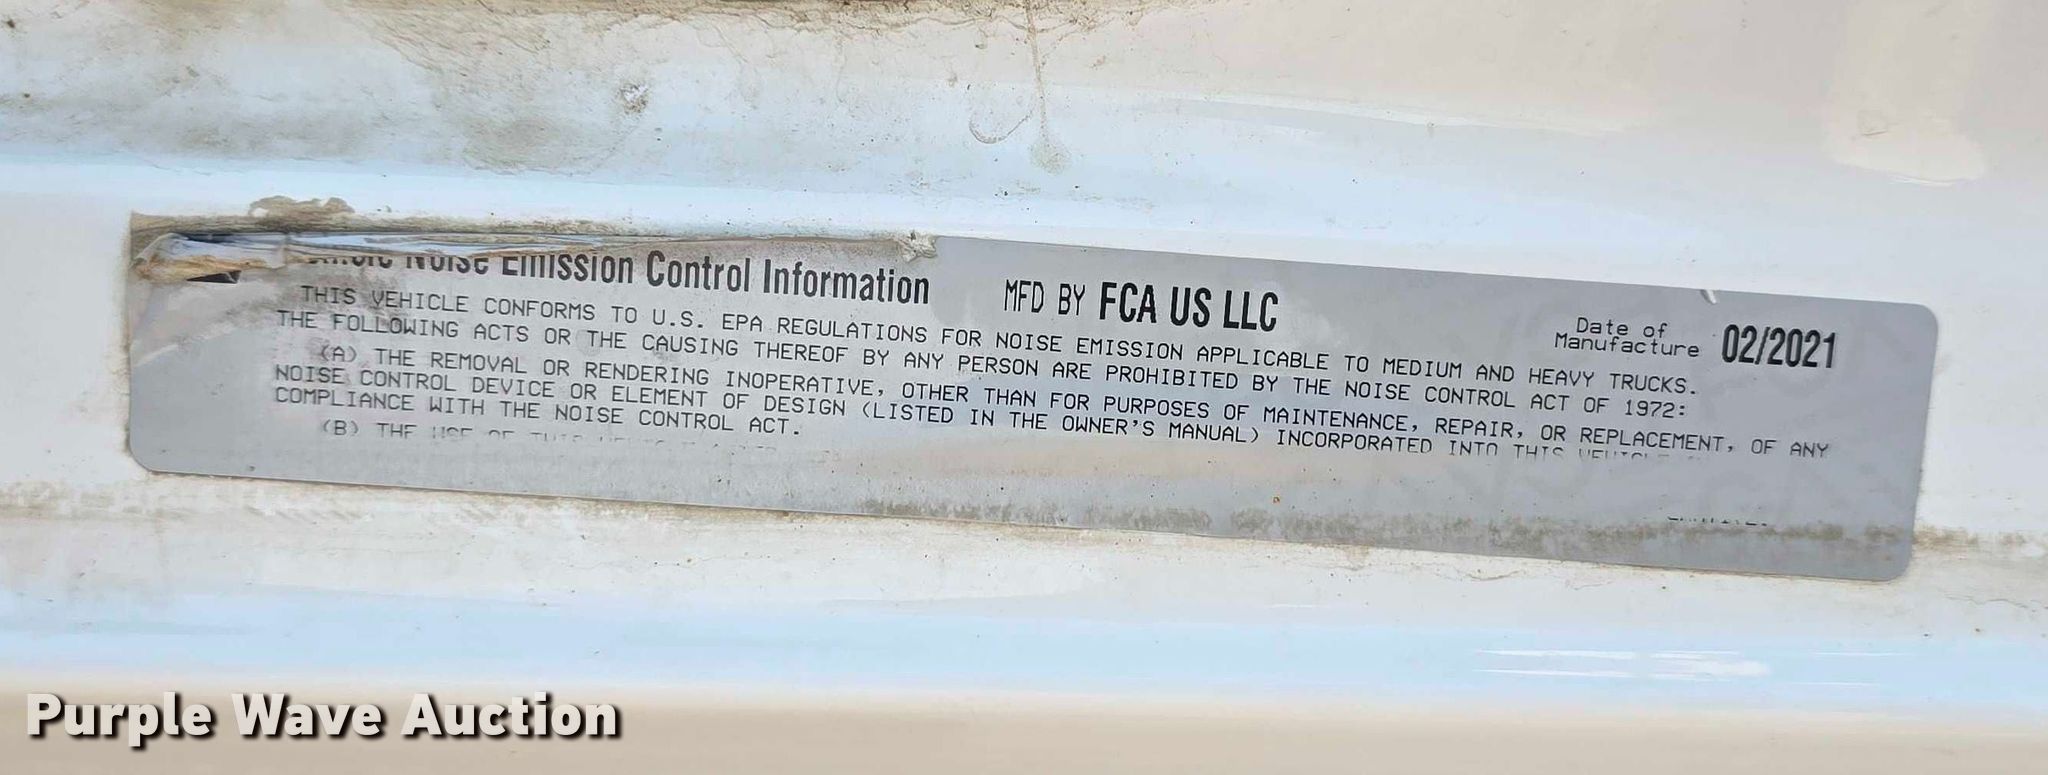 Noise Emission Control Information MFD BY FCA US LLC Date of Manufacture 02/2021
THIS VEHICLE CONFORMS TO U.S. EPA REGULATIONS FOR NOISE EMISSION APPLICABLE TO MEDIUM AND HEAVY TRUCKS.
THE FOLLOWING ACTS OR THE CAUSING THEREOF BY ANY PERSON ARE PROHIBITED BY THE NOISE CONTROL ACT OF 1972:
(A) THE REMOVAL OR RENDERING INOPERATIVE, OTHER THAN FOR PURPOSES OF MAINTENANCE, REPAIR, OR REPLACEMENT, OF ANY
NOISE CONTROL DEVICE OR ELEMENT OF DESIGN (LISTED IN THE OWNER'S MANUAL) INCORPORATED INTO THIS
COMPLIANCE WITH THE NOISE CONTROL ACT.
(B) THE USE OF THIS
Purple Wave Auction